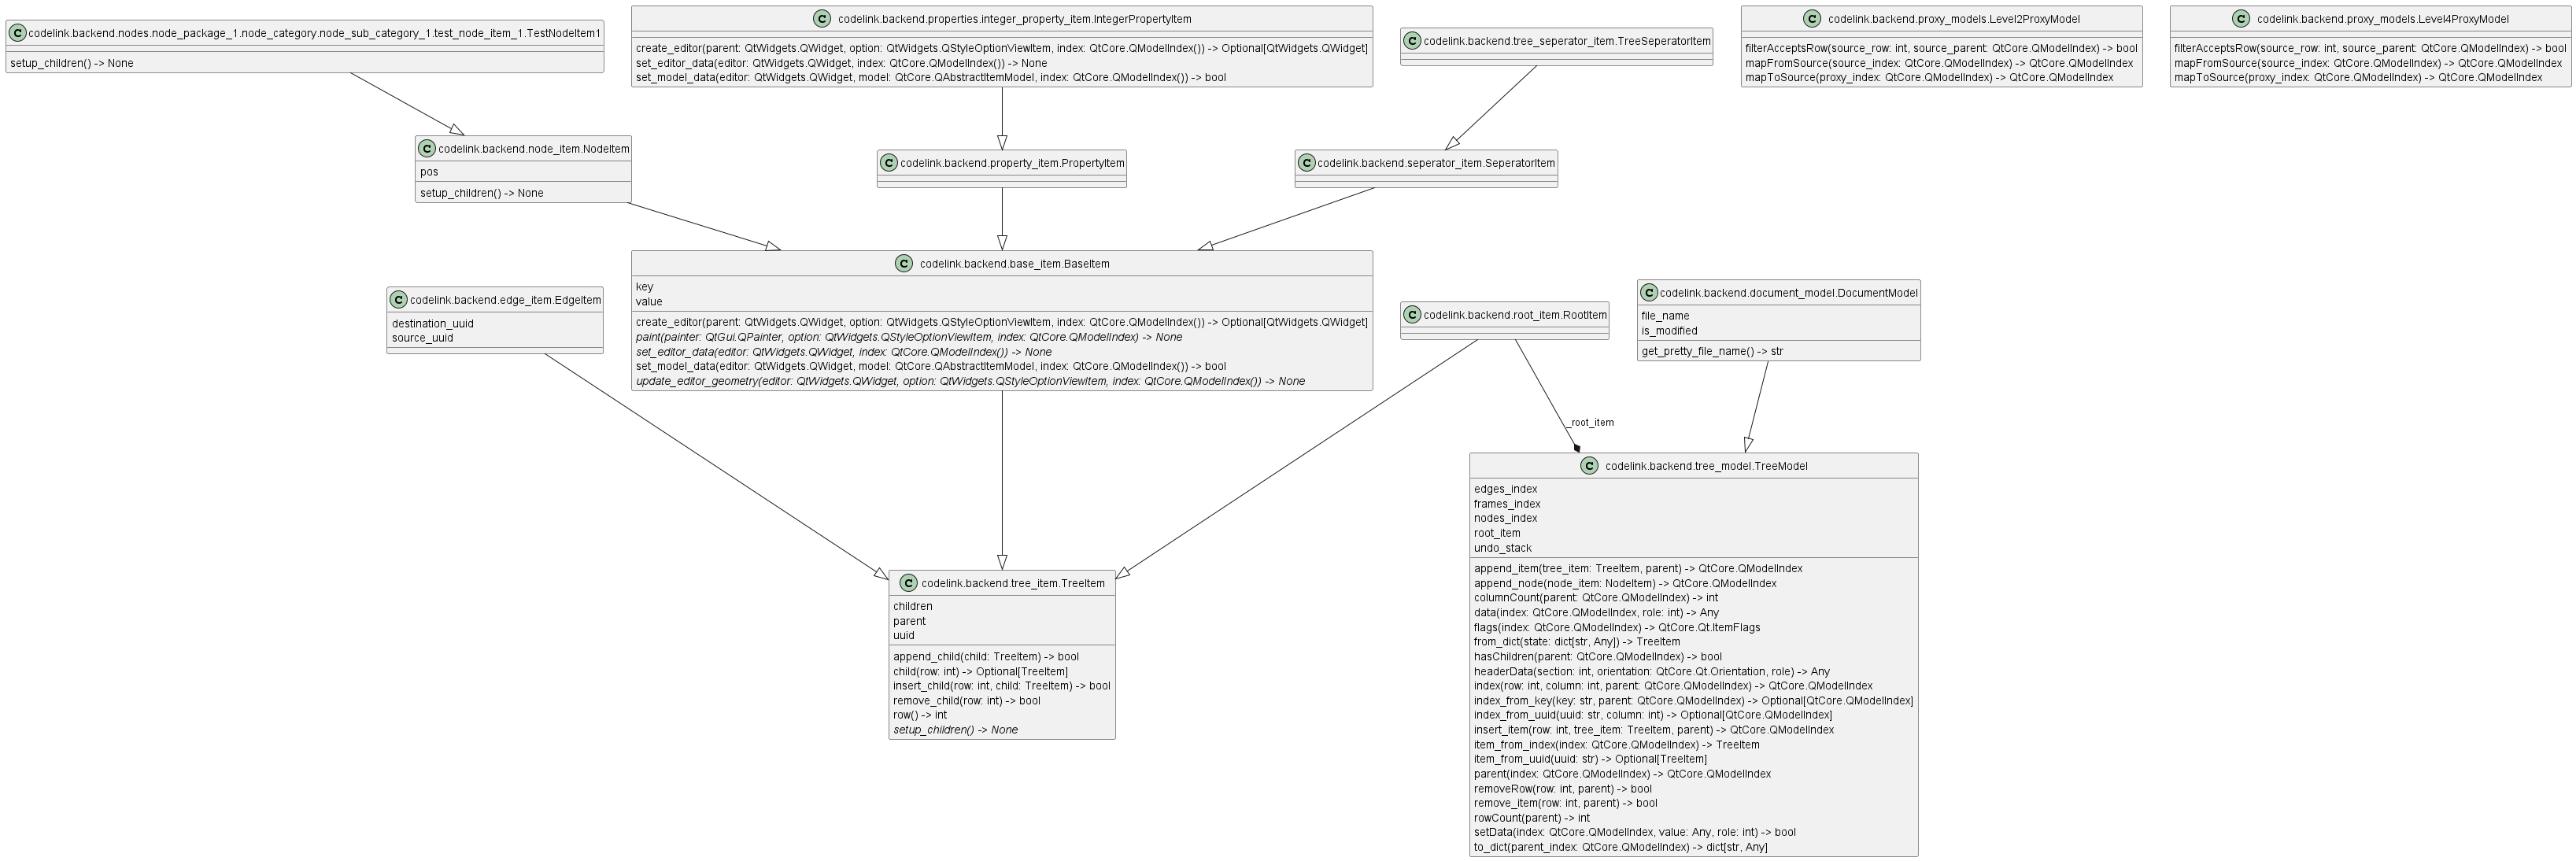 C codelink.backend.nodes.node_package_1.node_category.node_sub_category_1.test_node_item_1.TestNodeItem1
setup_children() -> None
C codelink.backend.properties.integer_property_item.IntegerPropertyItem
create_editor(parent: QtWidgets.QWidget, option: QtWidgets.QStyleOptionViewItem, index: QtCore.QModelIndex()) -> Optional[QtWidgets.QWidget]
set_editor_data(editor: QtWidgets.QWidget, index: QtCore.QModelIndex()) -> None
set_model_data(editor: QtWidgets.QWidget, model: QtCore.QAbstractItemModel, index: QtCore.QModelIndex()) -> bool
C codelink.backend.tree_seperator_item.TreeSeperatorItem
C codelink.backend.proxy_models.Level2ProxyModel
filterAcceptsRow(source_row: int, source_parent: QtCore.QModelIndex) -> bool
mapFromSource(source_index: QtCore.QModelIndex) -> QtCore.QModelIndex
mapToSource(proxy_index: QtCore.QModelIndex) -> QtCore.QModelIndex
C codelink.backend.proxy_models.Level4ProxyModel
filterAcceptsRow(source_row: int, source_parent: QtCore.QModelIndex) -> bool
mapFromSource(source_index: QtCore.QModelIndex) -> QtCore.QModelIndex
mapToSource(proxy_index: QtCore.QModelIndex) -> QtCore.QModelIndex
C codelink.backend.node_item.NodeItem
pos
setup_children() -> None
C codelink.backend.property_item.PropertyItem
C codelink.backend.seperator_item.SeperatorItem
C codelink.backend.edge_item.EdgeItem
destination_uuid
source_uuid
C codelink.backend.base_item.BaseItem
key
value
create_editor(parent: QtWidgets.QWidget, option: QtWidgets.QStyleOptionViewItem, index: QtCore.QModelIndex()) -> Optional[QtWidgets.QWidget]
paint(painter: QtGui.QPainter, option: QtWidgets.QStyleOptionViewItem, index: QtCore.QModelIndex) -> None
set_editor_data(editor: QtWidgets.QWidget, index: QtCore.QModelIndex()) -> None
set_model_data(editor: QtWidgets.QWidget, model: QtCore.QAbstractItemModel, index: QtCore.QModelIndex()) -> bool
update_editor_geometry(editor: QtWidgets.QWidget, option: QtWidgets.QStyleOptionViewItem, index: QtCore.QModelIndex()) -> None
C codelink.backend.root_item.RootItem
C codelink.backend.document_model.DocumentModel
file_name
is_modified
get_pretty_file_name() -> str
_root_item
C codelink.backend.tree_item.TreeItem
children
parent
uuid
append_child(child: TreeItem) -> bool
child(row: int) -> Optional[TreeItem]
insert_child(row: int, child: TreeItem) -> bool
remove_child(row: int) -> bool
row() -> int
setup_children() -> None
C codelink.backend.tree_model.TreeModel
edges_index
frames_index
nodes_index
root_item
undo_stack
append_item(tree_item: TreeItem, parent) -> QtCore.QModelIndex
append_node(node_item: NodeItem) -> QtCore.QModelIndex
columnCount(parent: QtCore.QModelIndex) -> int
data(index: QtCore.QModelIndex, role: int) -> Any
flags(index: QtCore.QModelIndex) -> QtCore.Qt.ItemFlags
from_dict(state: dict[str, Any]) -> TreeItem
hasChildren(parent: QtCore.QModelIndex) -> bool
headerData(section: int, orientation: QtCore.Qt.Orientation, role) -> Any
index(row: int, column: int, parent: QtCore.QModelIndex) -> QtCore.QModelIndex
index_from_key(key: str, parent: QtCore.QModelIndex) -> Optional[QtCore.QModelIndex]
index_from_uuid(uuid: str, column: int) -> Optional[QtCore.QModelIndex]
insert_item(row: int, tree_item: TreeItem, parent) -> QtCore.QModelIndex
item_from_index(index: QtCore.QModelIndex) -> TreeItem
item_from_uuid(uuid: str) -> Optional[TreeItem]
parent(index: QtCore.QModelIndex) -> QtCore.QModelIndex
removeRow(row: int, parent) -> bool
remove_item(row: int, parent) -> bool
rowCount(parent) -> int
setData(index: QtCore.QModelIndex, value: Any, role: int) -> bool
to_dict(parent_index: QtCore.QModelIndex) -> dict[str, Any]